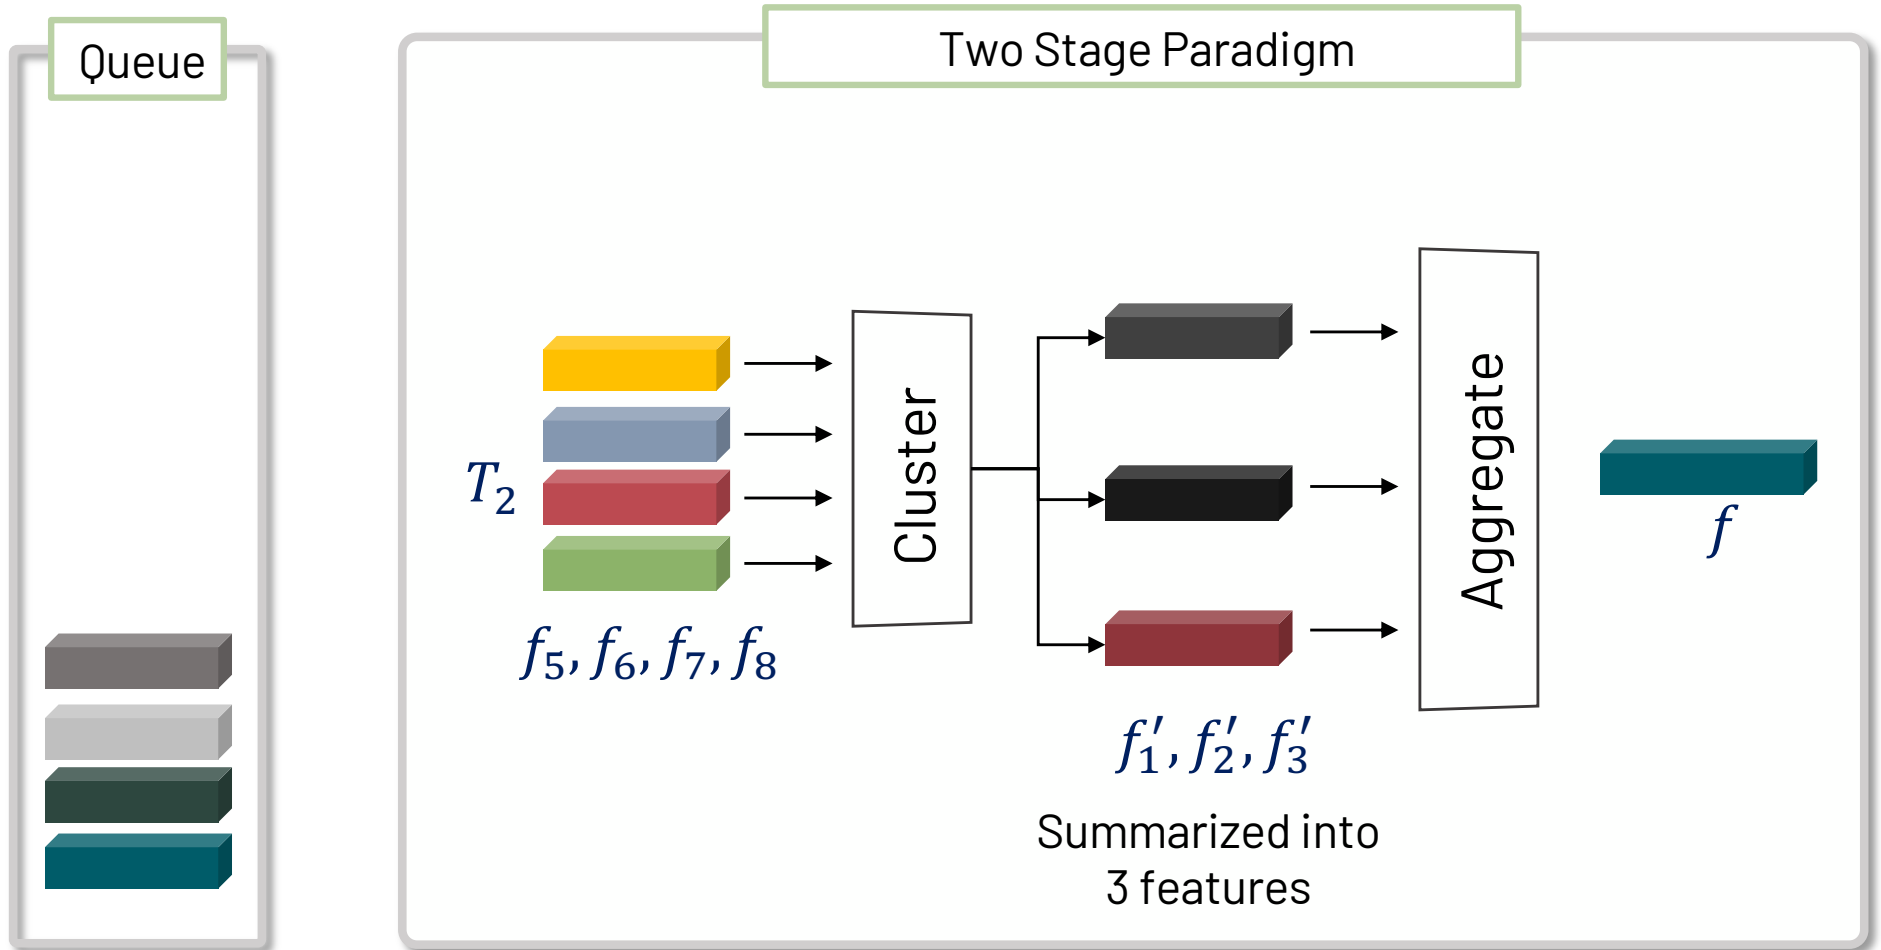 Queue
Two Stage Paradigm
T₂
Cluster
Aggregate
f
f₅, f₆, f₇, f₈
f₁′, f₂′, f₃′
Summarized into
3 features